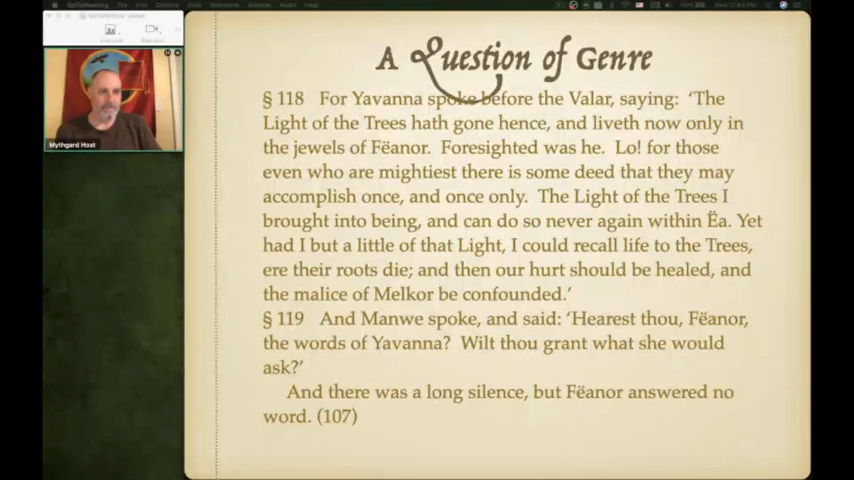 A Question of Genre
§ 118 For Yavanna spoke before the Valar, saying: ‘The
Light of the Trees hath gone hence, and liveth now only in
the jewels of Fëanor. Foresighted was he. Lo! for those
even who are mightiest there is some deed that they may
accomplish once, and once only. The Light of the Trees I
brought into being, and can do so never again within Ëa. Yet
had I but a little of that Light, I could recall life to the Trees,
ere their roots die; and then our hurt should be healed, and
the malice of Melkor be confounded.’
§ 119 And Manwe spoke, and said: ‘Hearest thou, Fëanor,
the words of Yavanna? Wilt thou grant what she would
ask?’
And there was a long silence, but Fëanor answered no
word. (107)
Mythgard Host